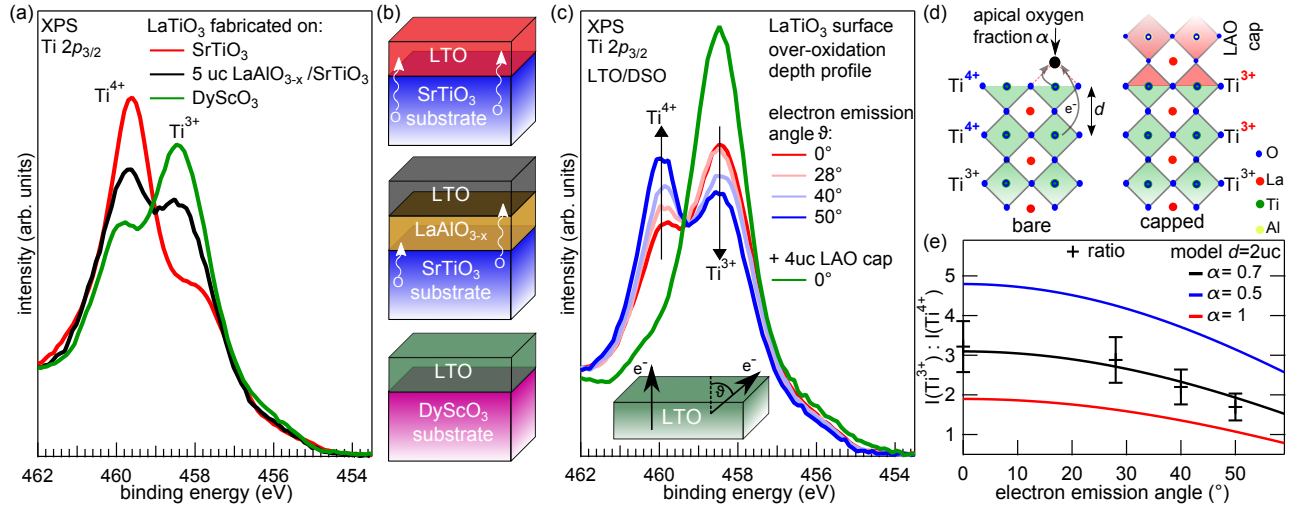 (a)
XPS
Ti 2p3/2
LaTiO3 fabricated on:
SrTiO3
5 uc LaAlO3-x /SrTiO3
DyScO3
Ti4+
Ti3+
intensity (arb. units)
462 460 458 456 454
binding energy (eV)
(b)
LTO
O
O
SrTiO3
substrate
LTO
LaAlO3-x
O
O
SrTiO3
substrate
LTO
DyScO3
substrate
(c)
XPS
Ti 2p3/2
LTO/DSO
LaTiO3 surface
over-oxidation
depth profile
Ti4+
electron emission
angle ϑ:
0°
28°
40°
50°
Ti3+
+ 4uc LAO cap
0°
e-
e-
ϑ
LTO
intensity (arb. units)
462 460 458 456 454
binding energy (eV)
(d)
apical oxygen
fraction α
LAO
cap
Ti4+
Ti3+
e-
d
Ti4+
Ti3+
Ti3+
Ti3+
O
La
Ti
Al
bare
capped
(e)
ratio
model d=2uc
α= 0.7
α= 0.5
α= 1
I(Ti3+) : I(Ti4+)
5
4
3
2
1
0 10 20 30 40 50
electron emission angle (°)